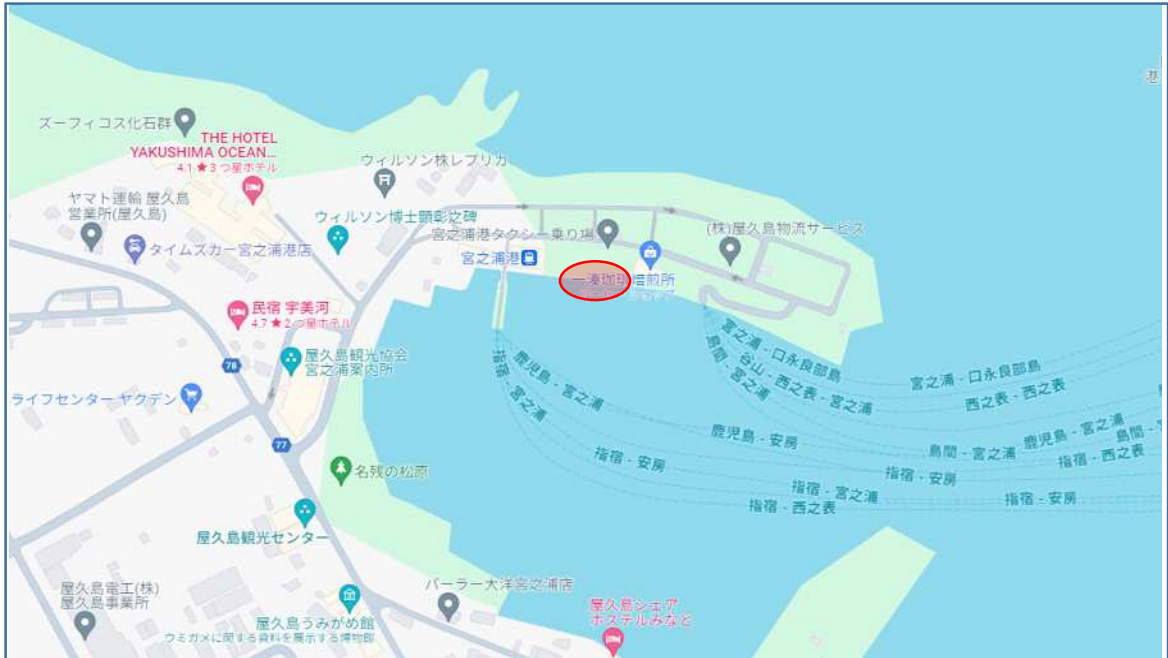 港
ズーフィコス化石群
THE HOTEL
YAKUSHIMA OCEAN...
4.1★3つ星ホテル
ウィルソン株レプリカ
ヤマト運輸 屋久島
営業所(屋久島)
ウィルソン博士顕彰之碑
タイムズカー宮之浦港店
宮之浦港タクシー乗り場
(株)屋久島物流サービス
宮之浦港
一湊珈琲焙煎所
民宿 宇美河
4.7★2つ星ホテル
屋久島観光協会
宮之浦案内所
78
ライフセンター ヤクデン
77
名残の松原
屋久島観光センター
屋久島電工(株)
屋久島事業所
屋久島うみがめ館
ウミガメに関する資料を展示する博物館
パーラー大洋宮之浦店
屋久島シェア
ホステルみなと
指宿 - 宮之浦
鹿児島 - 宮之浦
島間 - 宮之浦
谷山 - 西之表 - 宮之浦
宮之浦 - 口永良部島
宮之浦 - 口永良部島
西之表 - 西之表
鹿児島 - 安房
指宿 - 安房
島間 - 宮之浦
鹿児島 - 宮之浦
島間 -
指宿 - 西之表
指宿 - 安房
指宿 - 宮之浦
指宿 - 西之表
指宿 - 安房